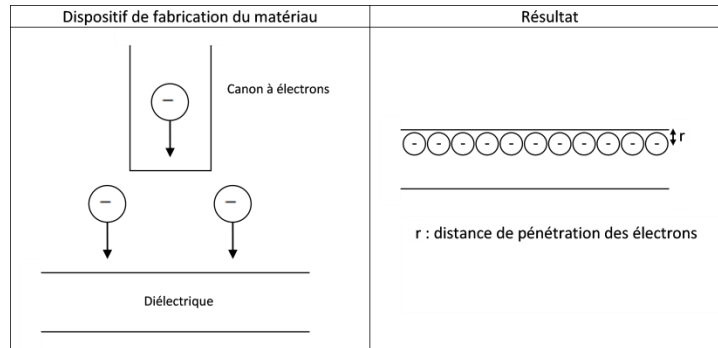 Dispositif de fabrication du matériau
Résultat
Canon à électrons
Diélectrique
r
r : distance de pénétration des électrons